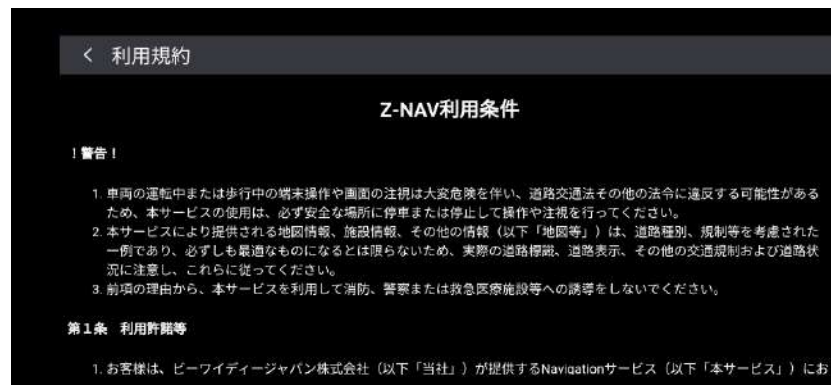 < 利用規約
Z-NAV利用条件
!警告!
1. 車両の運転中または歩行中の端末操作や画面の注視は大変危険を伴い、道路交通法その他の法令に違反する可能性がある
ため、本サービスの使用は、必ず安全な場所に停車または停止して操作や注視を行ってください。
2. 本サービスにより提供される地図情報、施設情報、その他の情報（以下「地図等」）は、道路種別、規制等を考慮された
一例であり、必ずしも最適なものになるとは限らないため、実際の道路標識、道路表示、その他の交通規制および道路状
況に注意し、これらに従ってください。
3. 前項の理由から、本サービスを利用して消防、警察または救急医療施設等への誘導をしないでください。
第1条 利用許諾等
1. お客様は、ビーワイディージャパン株式会社（以下「当社」）が提供するNavigationサービス（以下「本サービス」）にお